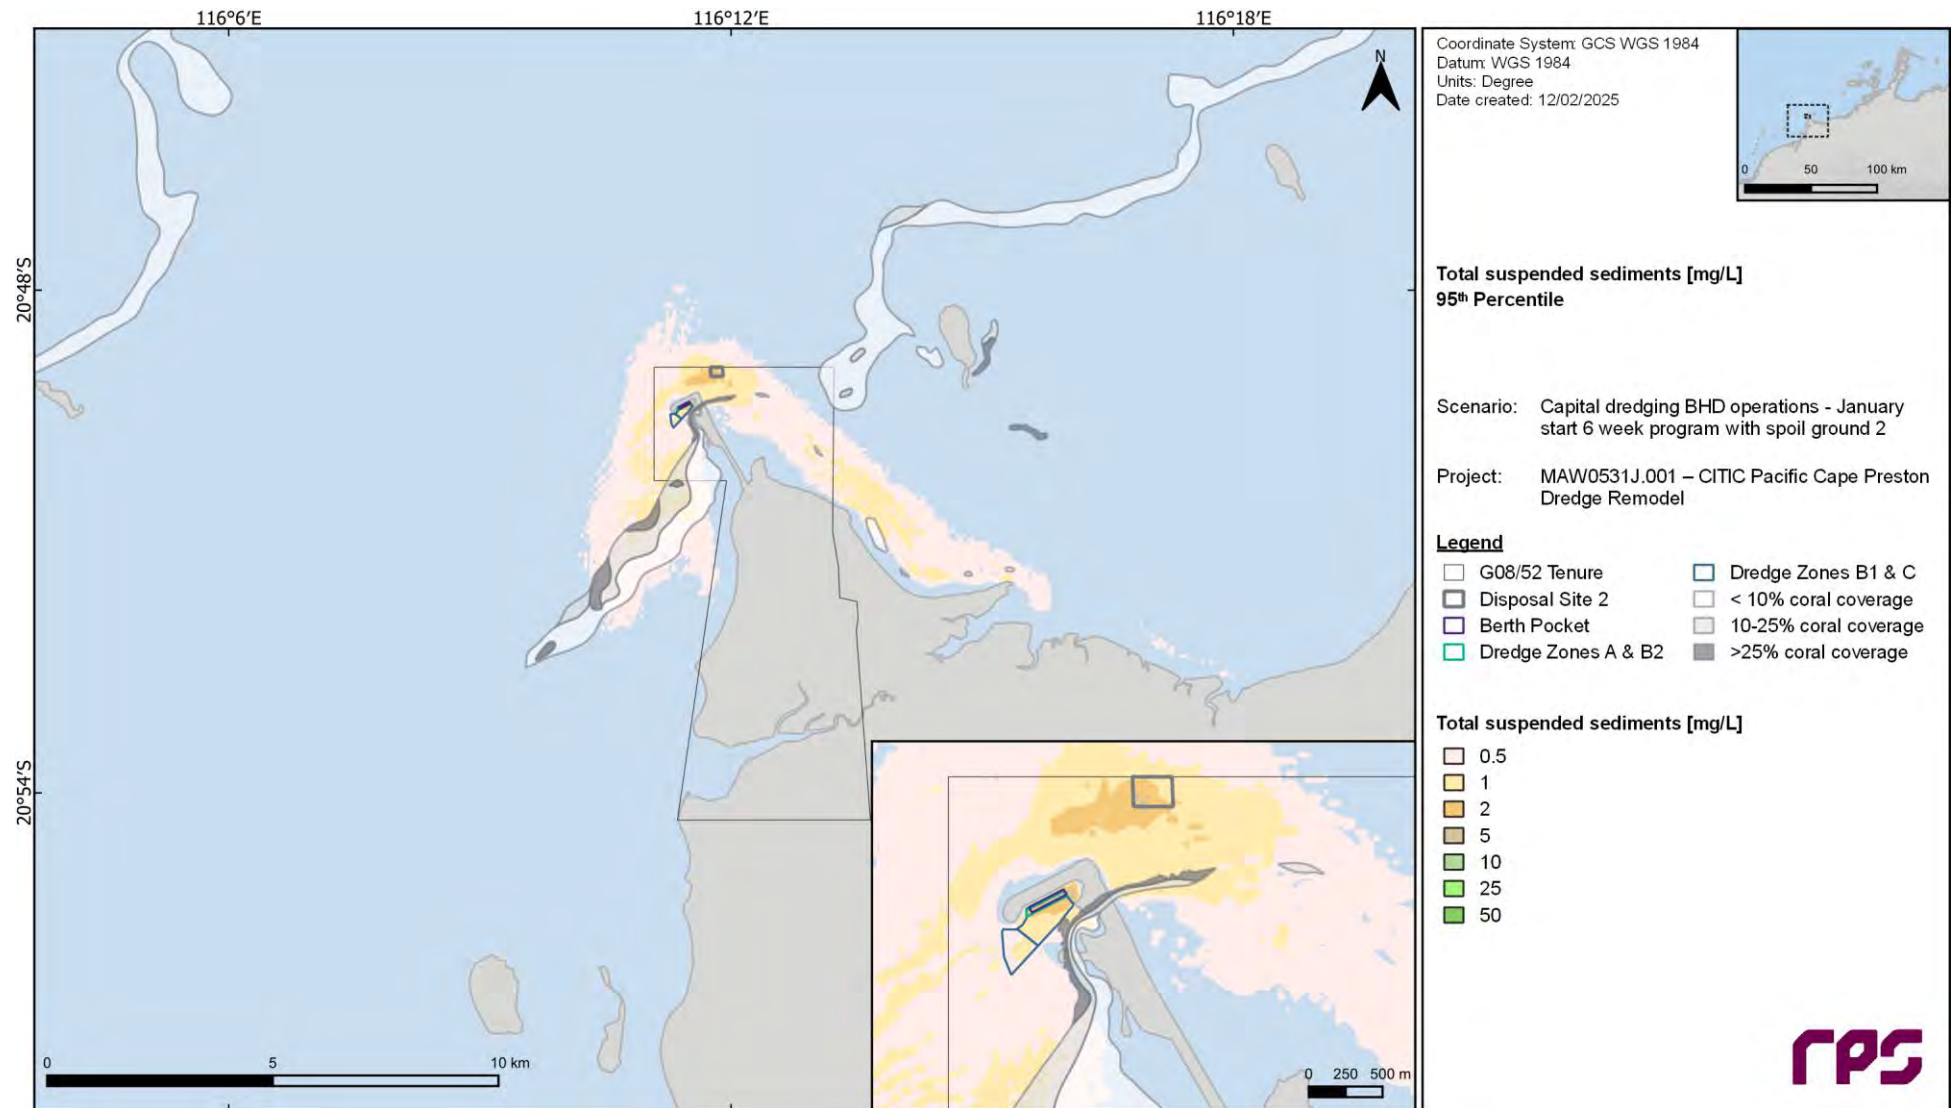 116°6′E
116°12′E
116°18′E
20°48′S
20°54′S
N
0
5
10 km
0
250
500 m
Coordinate System: GCS WGS 1984
Datum: WGS 1984
Units: Degree
Date created: 12/02/2025
0
50
100 km
Total suspended sediments [mg/L]
95th Percentile
Scenario: Capital dredging BHD operations - January
start 6 week program with spoil ground 2
Project: MAW0531J.001 – CITIC Pacific Cape Preston
Dredge Remodel
Legend
G08/52 Tenure
Disposal Site 2
Berth Pocket
Dredge Zones A & B2
Dredge Zones B1 & C
< 10% coral coverage
10-25% coral coverage
>25% coral coverage
Total suspended sediments [mg/L]
0.5
1
2
5
10
25
50
rps